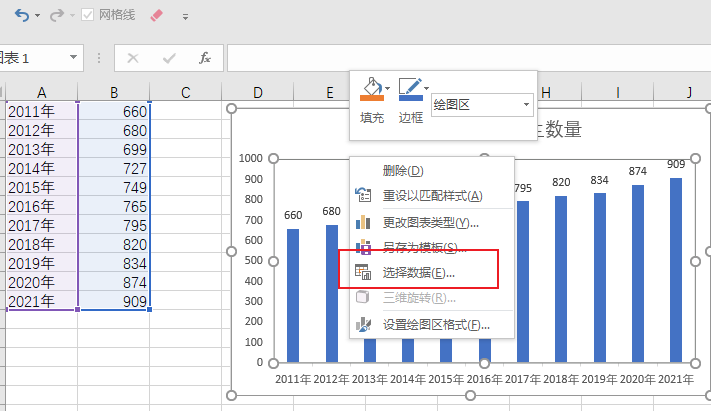 网格线
图表 1
fx
A B C D E H I J
填充 边框 绘图区
2011年 660
2012年 680
2013年 699
2014年 727
2015年 749
2016年 765
2017年 795
2018年 820
2019年 834
2020年 874
2021年 909
生数量
1000
900
800
700
600
500
400
300
200
100
0
660 680 795 820 834 874 909
2011年 2012年 2013年 2014年 2015年 2016年 2017年 2018年 2019年 2020年 2021年
删除(D)
重设以匹配样式(A)
更改图表类型(Y)...
另存为模板(S)...
选择数据(E)...
三维旋转(R)...
设置绘图区格式(F)...